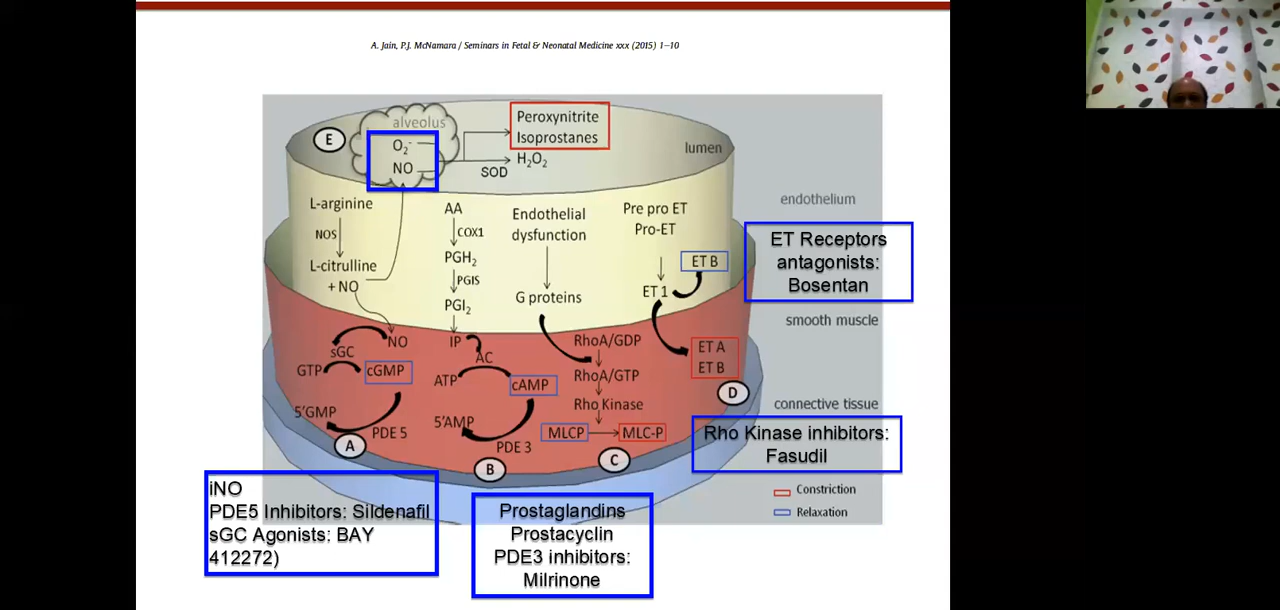 A. Jain, P.J. McNamara / Seminars in Fetal & Neonatal Medicine xxx (2015) 1–10
E
alveolus
O2-
NO
Peroxynitrite
Isoprostanes
SOD
H2O2
lumen
L-arginine
NOS
L-citrulline
+ NO
AA
COX1
PGH2
PGIS
PGI2
Endothelial
dysfunction
G proteins
Pre pro ET
Pro-ET
ET B
ET 1
endothelium
ET Receptors
antagonists:
Bosentan
smooth muscle
NO
sGC
GTP
cGMP
5'GMP
PDE 5
A
IP
AC
ATP
cAMP
5'AMP
PDE 3
B
RhoA/GDP
RhoA/GTP
Rho Kinase
MLCP
MLC-P
C
ET A
ET B
D
connective tissue
Rho Kinase inhibitors:
Fasudil
Constriction
Relaxation
iNO
PDE5 Inhibitors: Sildenafil
sGC Agonists: BAY
412272)
Prostaglandins
Prostacyclin
PDE3 inhibitors:
Milrinone